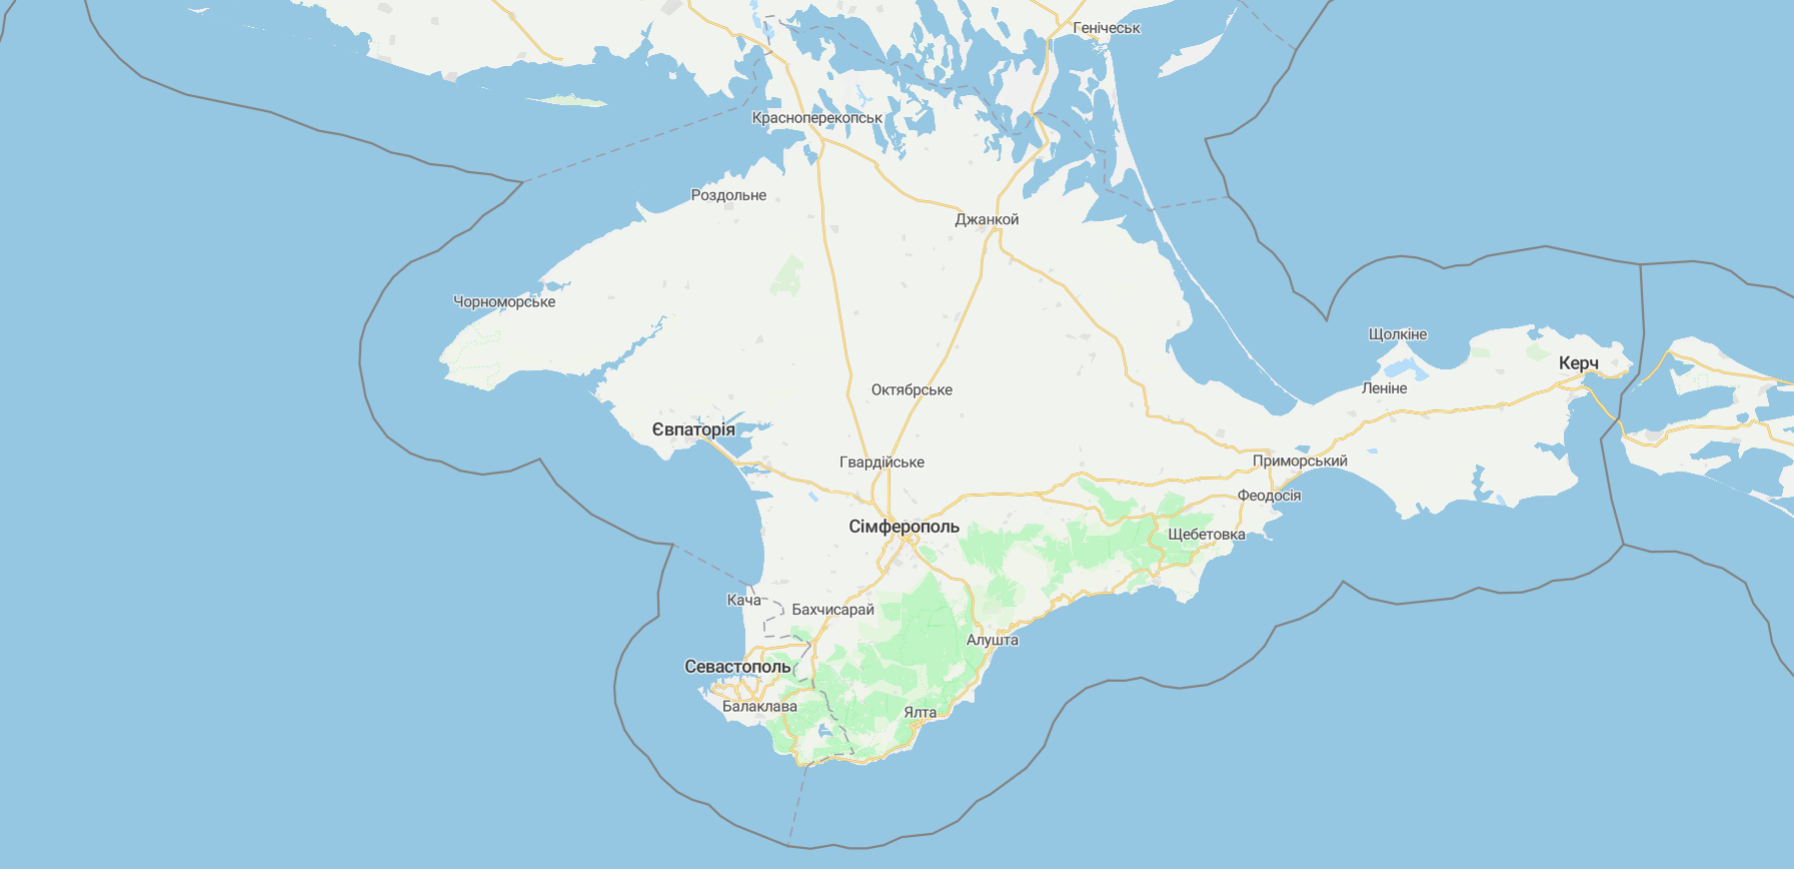 Генічеськ
Красноперекопськ
Роздольне
Джанкой
Чорноморське
Щолкіне
Керч
Леніне
Октябрське
Євпаторія
Гвардійське
Приморський
Феодосія
Сімферополь
Щебетовка
Кача
Бахчисарай
Алушта
Севастополь
Балаклава
Ялта